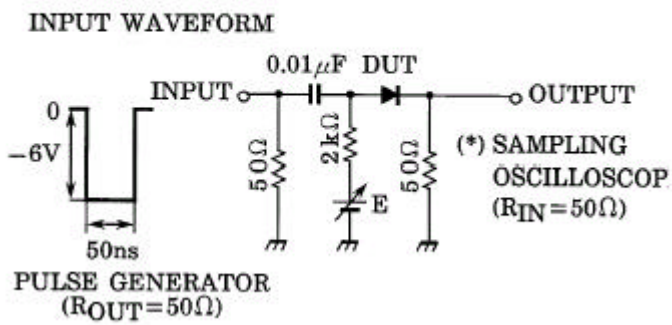 INPUT WAVEFORM
0.01μF DUT
INPUT
OUTPUT
0
−6V
50Ω
2kΩ
E
50Ω
(*) SAMPLING
OSCILLOSCOP
(RIN=50Ω)
50ns
PULSE GENERATOR
(ROUT=50Ω)